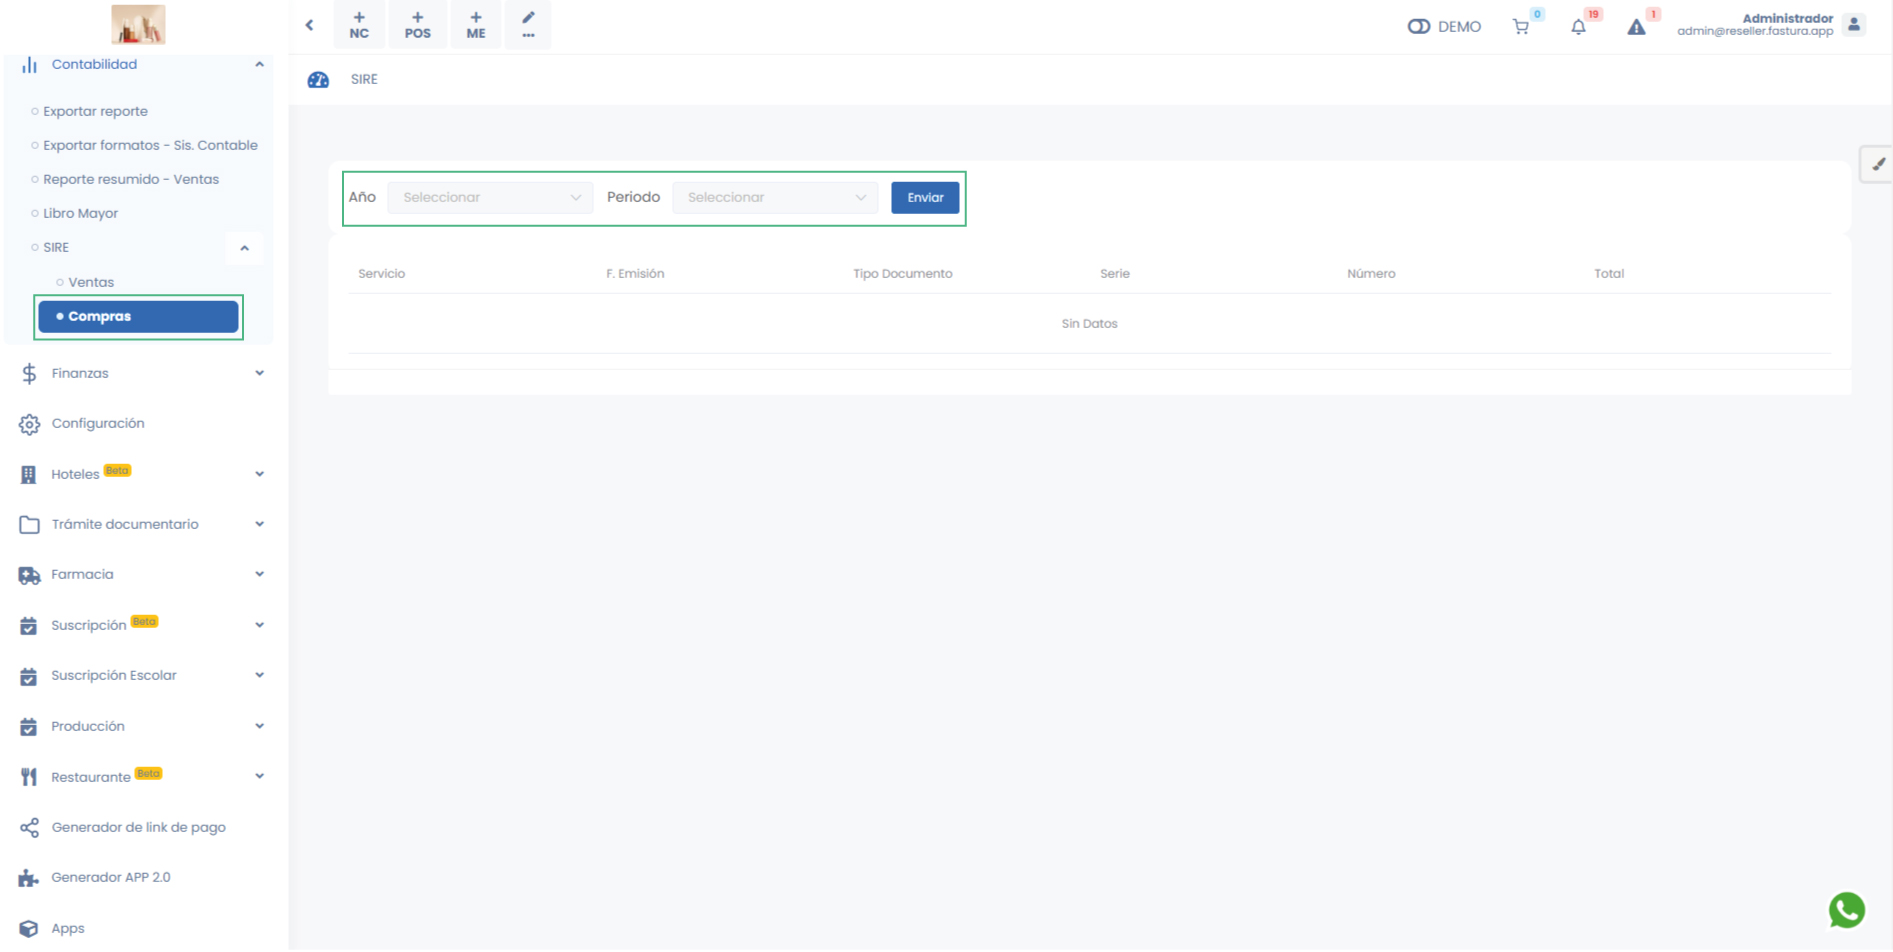 NC
POS
ME
...
DEMO
0
19
1
Administrador
admin@reseller.fastura.app
SIRE
Contabilidad
Exportar reporte
Exportar formatos - Sis. Contable
Reporte resumido - Ventas
Libro Mayor
SIRE
Ventas
Compras
Finanzas
Configuración
Hoteles Beta
Trámite documentario
Farmacia
Suscripción Beta
Suscripción Escolar
Producción
Restaurante Beta
Generador de link de pago
Generador APP 2.0
Apps
Año Seleccionar Periodo Seleccionar Enviar
Servicio F. Emisión Tipo Documento Serie Número Total
Sin Datos